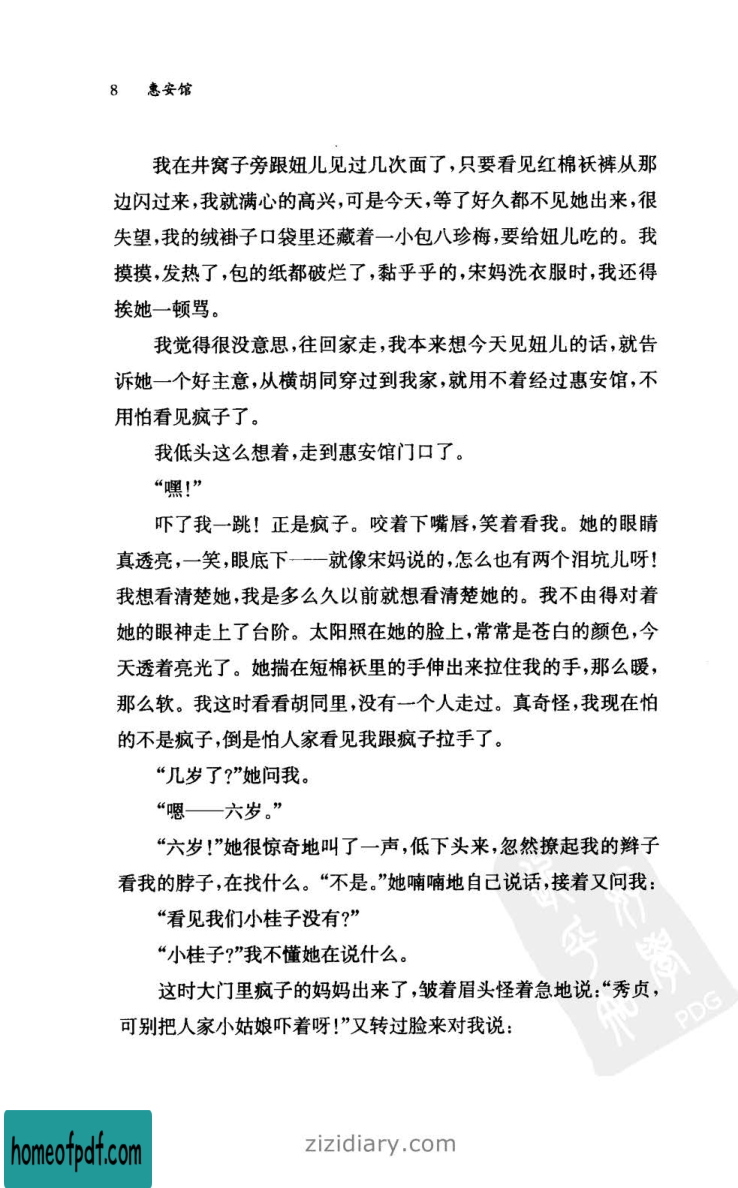 8 惠安馆
我在井窝子旁跟妞儿见过几次面了,只要看见红棉袄裤从那
边闪过来,我就满心的高兴,可是今天,等了好久都不见她出来,很
失望,我的绒褂子口袋里还藏着一小包八珍梅,要给妞儿吃的。我
摸摸,发热了,包的纸都破烂了,黏乎乎的,宋妈洗衣服时,我还得
挨她一顿骂。
我觉得很没意思,往回家走,我本来想今天见妞儿的话,就告
诉她一个好主意,从横胡同穿过到我家,就用不着经过惠安馆,不
用怕看见疯子了。
我低头这么想着,走到惠安馆门口了。
“嘿!”
吓了我一跳!正是疯子。咬着下嘴唇,笑着看我。她的眼睛
真透亮,一笑,眼底下——就像宋妈说的,怎么也有两个泪坑儿呀!
我想看清楚她,我是多么久以前就想看清楚她的。我不由得对着
她的眼神走上了台阶。太阳照在她的脸上,常常是苍白的颜色,今
天透着亮光了。她揣在短棉袄里的手伸出来拉住我的手,那么暖,
那么软。我这时看看胡同里,没有一个人走过。真奇怪,我现在怕
的不是疯子,倒是怕人家看见我跟疯子拉手了。
“几岁了?”她问我。
“嗯——六岁。”
“六岁!”她很惊奇地叫了一声,低下头来,忽然撩起我的辫子
看我的脖子,在找什么。“不是。”她喃喃地自己说话,接着又问我:
“看见我们小桂子没有?”
“小桂子?”我不懂她在说什么。
这时大门里疯子的妈妈出来了,皱着眉头怪着急地说:“秀贞,
可别把人家小姑娘吓着呀!”又转过脸来对我说:
PDG
homeofpdf.com
zizidiary.com